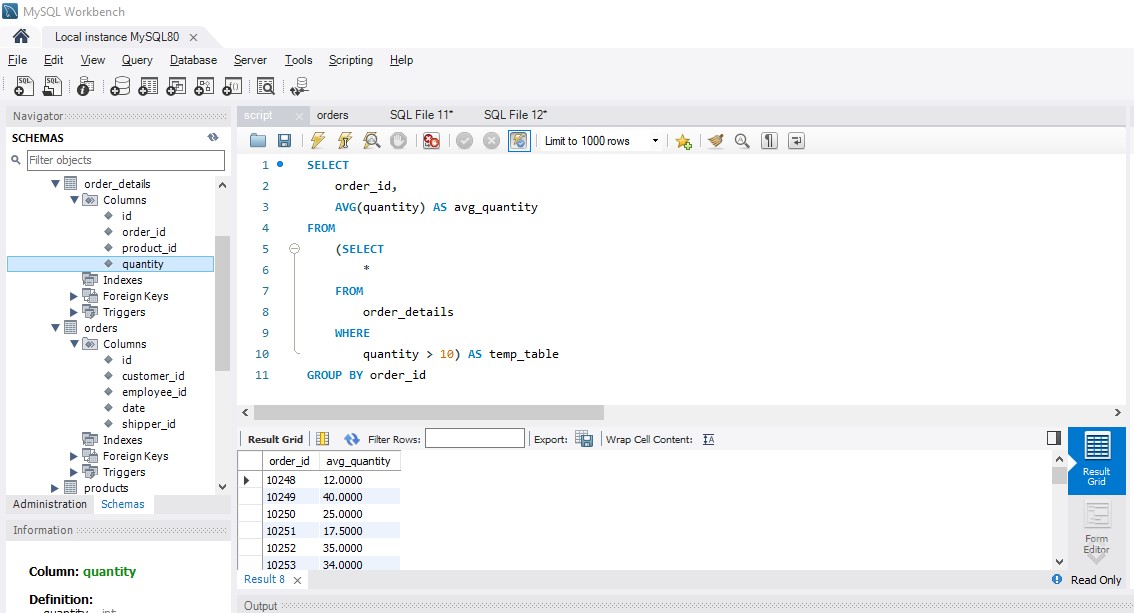 MySQL Workbench
Local instance MySQL80
File Edit View Query Database Server Tools Scripting Help
Navigator
SCHEMAS
Filter objects
order_details
Columns
id
order_id
product_id
quantity
Indexes
Foreign Keys
Triggers
orders
Columns
id
customer_id
employee_id
date
shipper_id
Indexes
Foreign Keys
Triggers
products
Administration Schemas
Information
Column: quantity
Definition:
quantity int
script orders SQL File 11* SQL File 12*
Limit to 1000 rows
1 SELECT
2 order_id,
3 AVG(quantity) AS avg_quantity
4 FROM
5 (SELECT
6 *
7 FROM
8 order_details
9 WHERE
10 quantity > 10) AS temp_table
11 GROUP BY order_id
Result Grid Filter Rows: Export: Wrap Cell Content:
order_id avg_quantity
10248 12.0000
10249 40.0000
10250 25.0000
10251 17.5000
10252 35.0000
10253 34.0000
Result Grid
Form Editor
Result 8
Read Only
Output